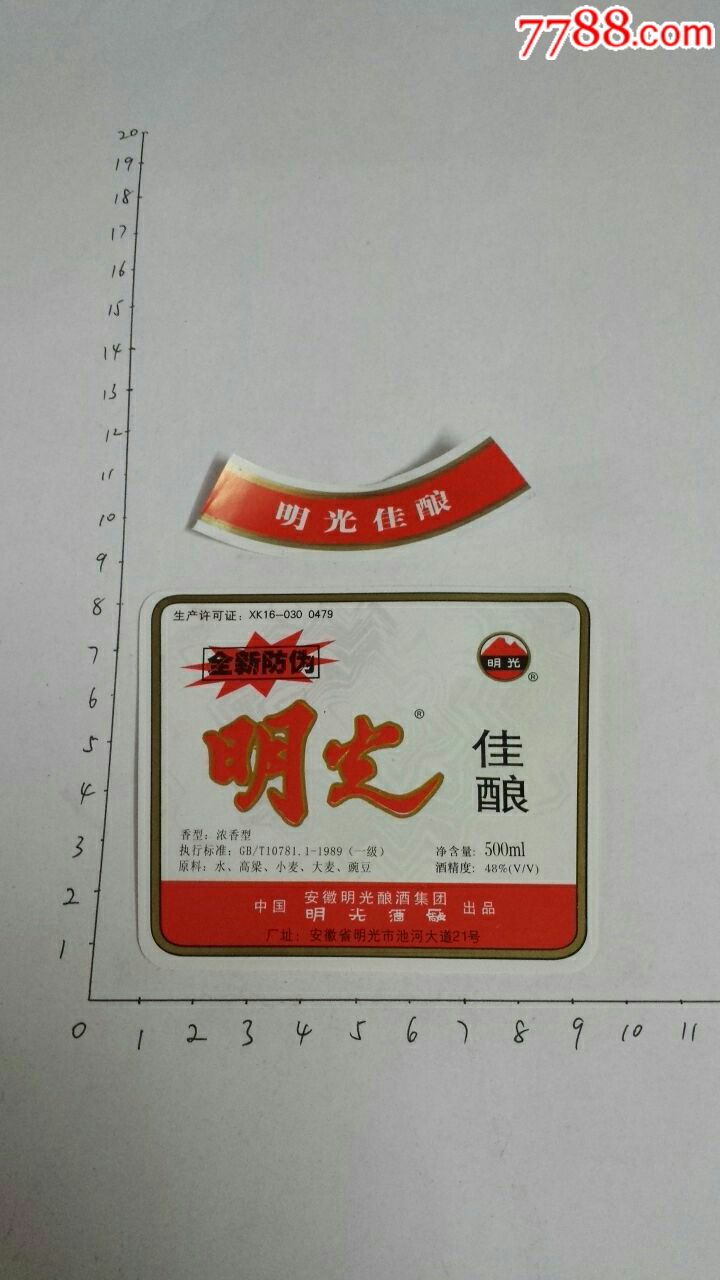 7788.com
20
19
18
17
16
15
14
13
12
11
10
9
8
7
6
5
4
3
2
1
明光佳酿
生产许可证：XK16-030 0479
全新防伪
明光
®
明光®
佳酿
香型：浓香型
执行标准：GB/T10781.1-1989（一级）
原料：水、高粱、小麦、大麦、豌豆
净含量：500ml
酒精度：48%(V/V)
中国 安徽明光酿酒集团 出品
明光酒厂
厂址：安徽省明光市池河大道21号
0 1 2 3 4 5 6 7 8 9 10 11